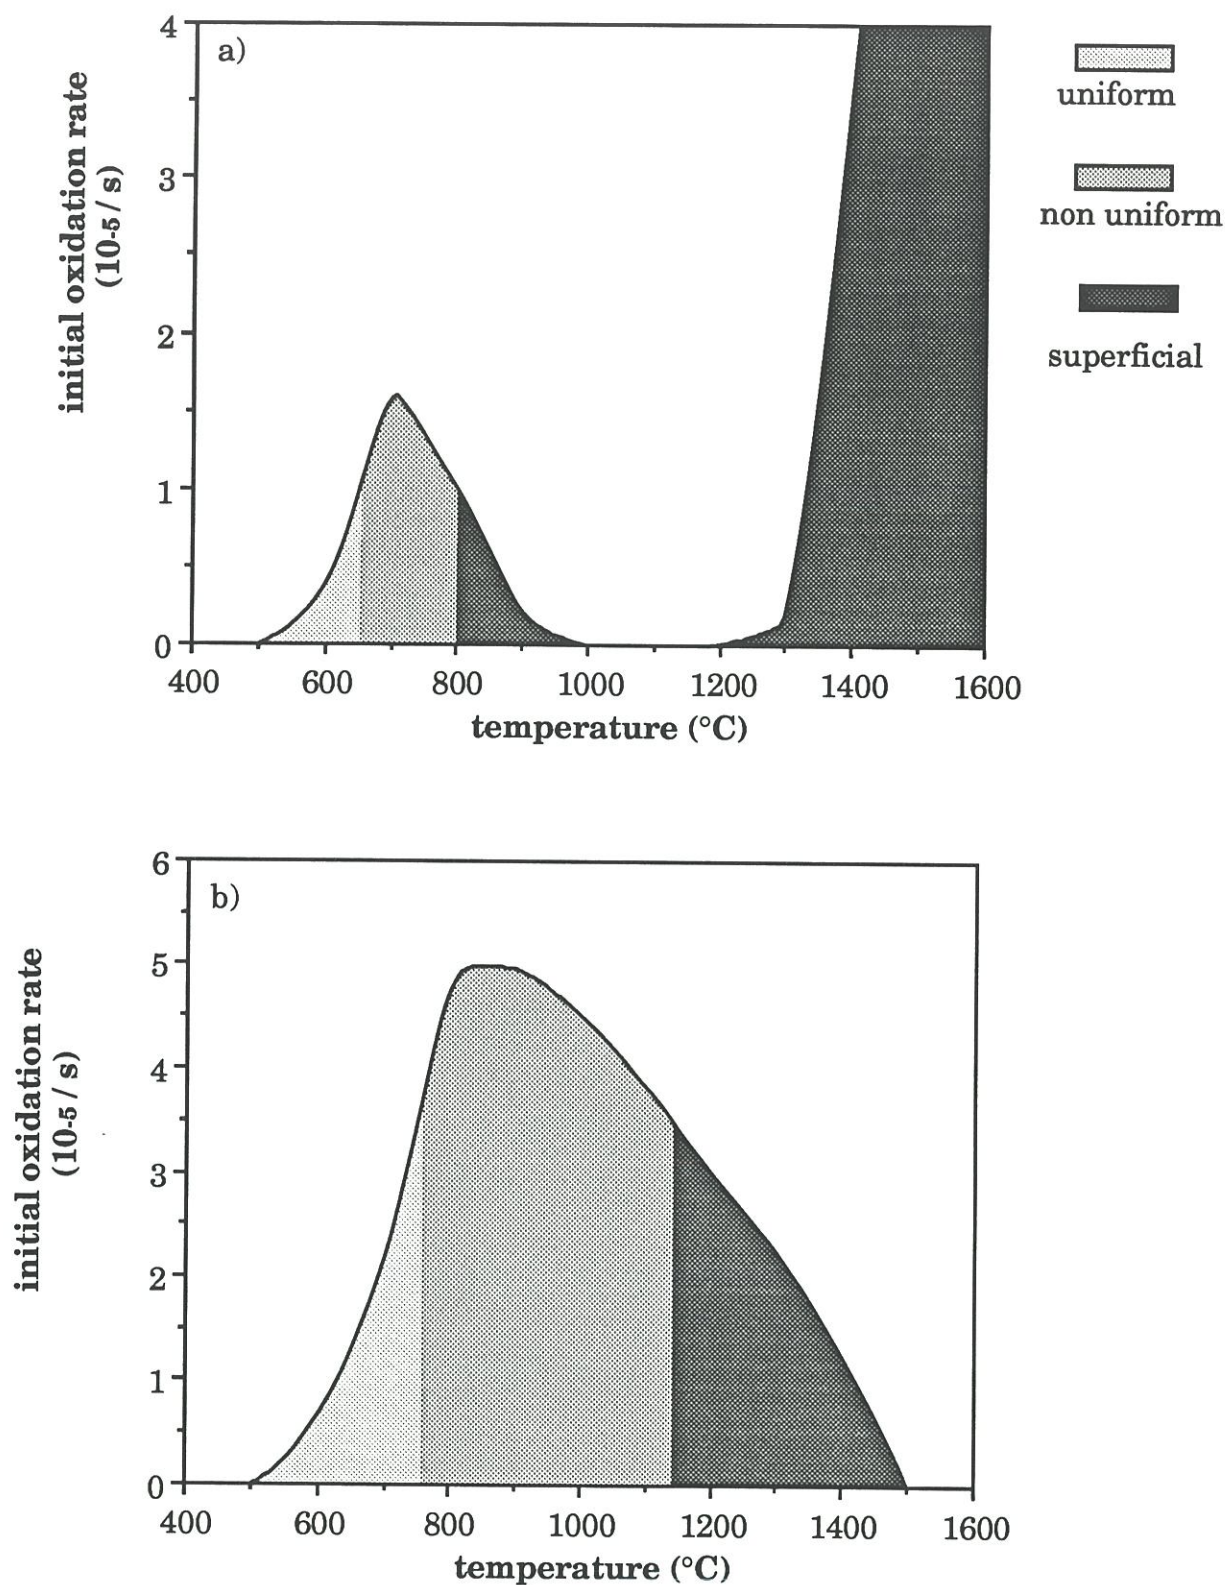 a)
4
3
2
1
0
initial oxidation rate
(10-5 / s)
400 600 800 1000 1200 1400 1600
temperature (°C)
uniform
non uniform
superficial
b)
6
5
4
3
2
1
0
initial oxidation rate
(10-5 / s)
400 600 800 1000 1200 1400 1600
temperature (°C)